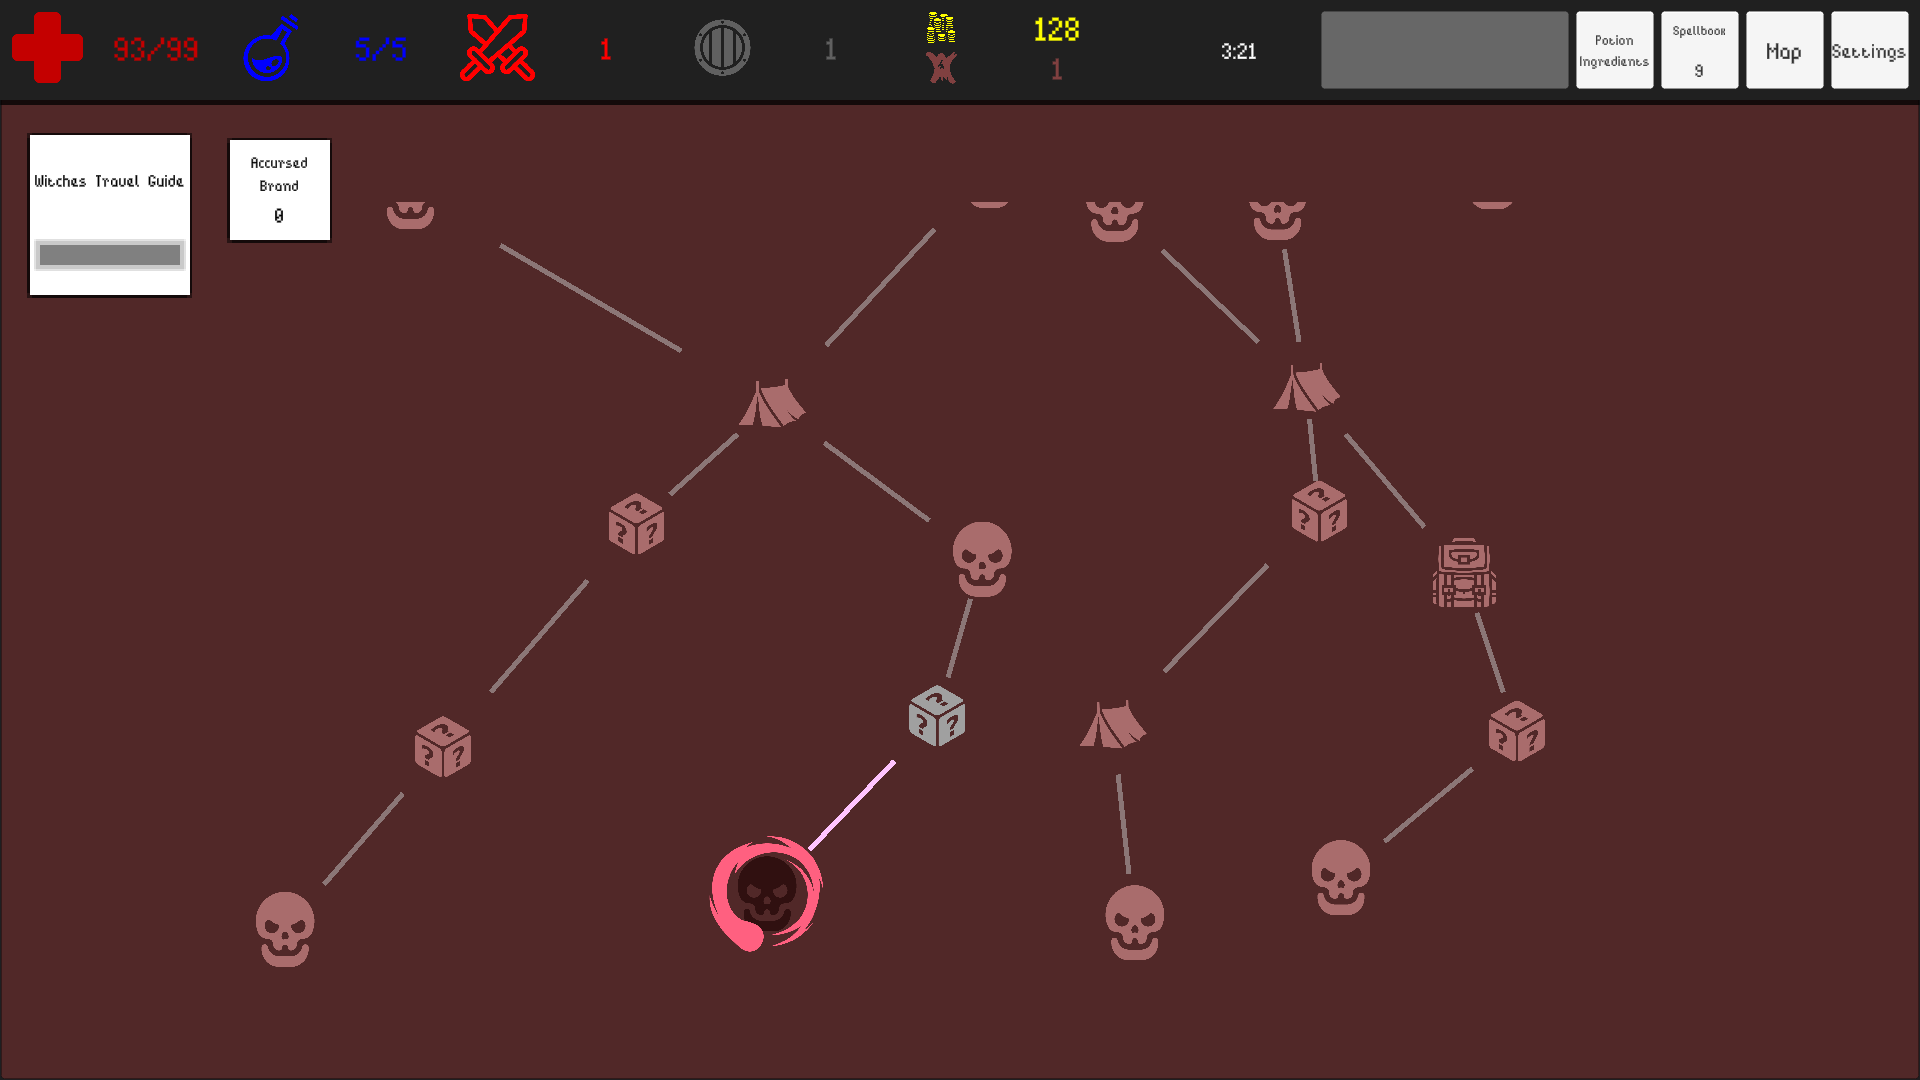 93/99
5/5
1
1
128
1
3:21
Potion
Ingredients
Spellbook
9
Map
Settings
Witches Travel Guide
Accursed
Brand
0
? ? ?
? ? ?
? ? ?
? ? ?
? ? ?